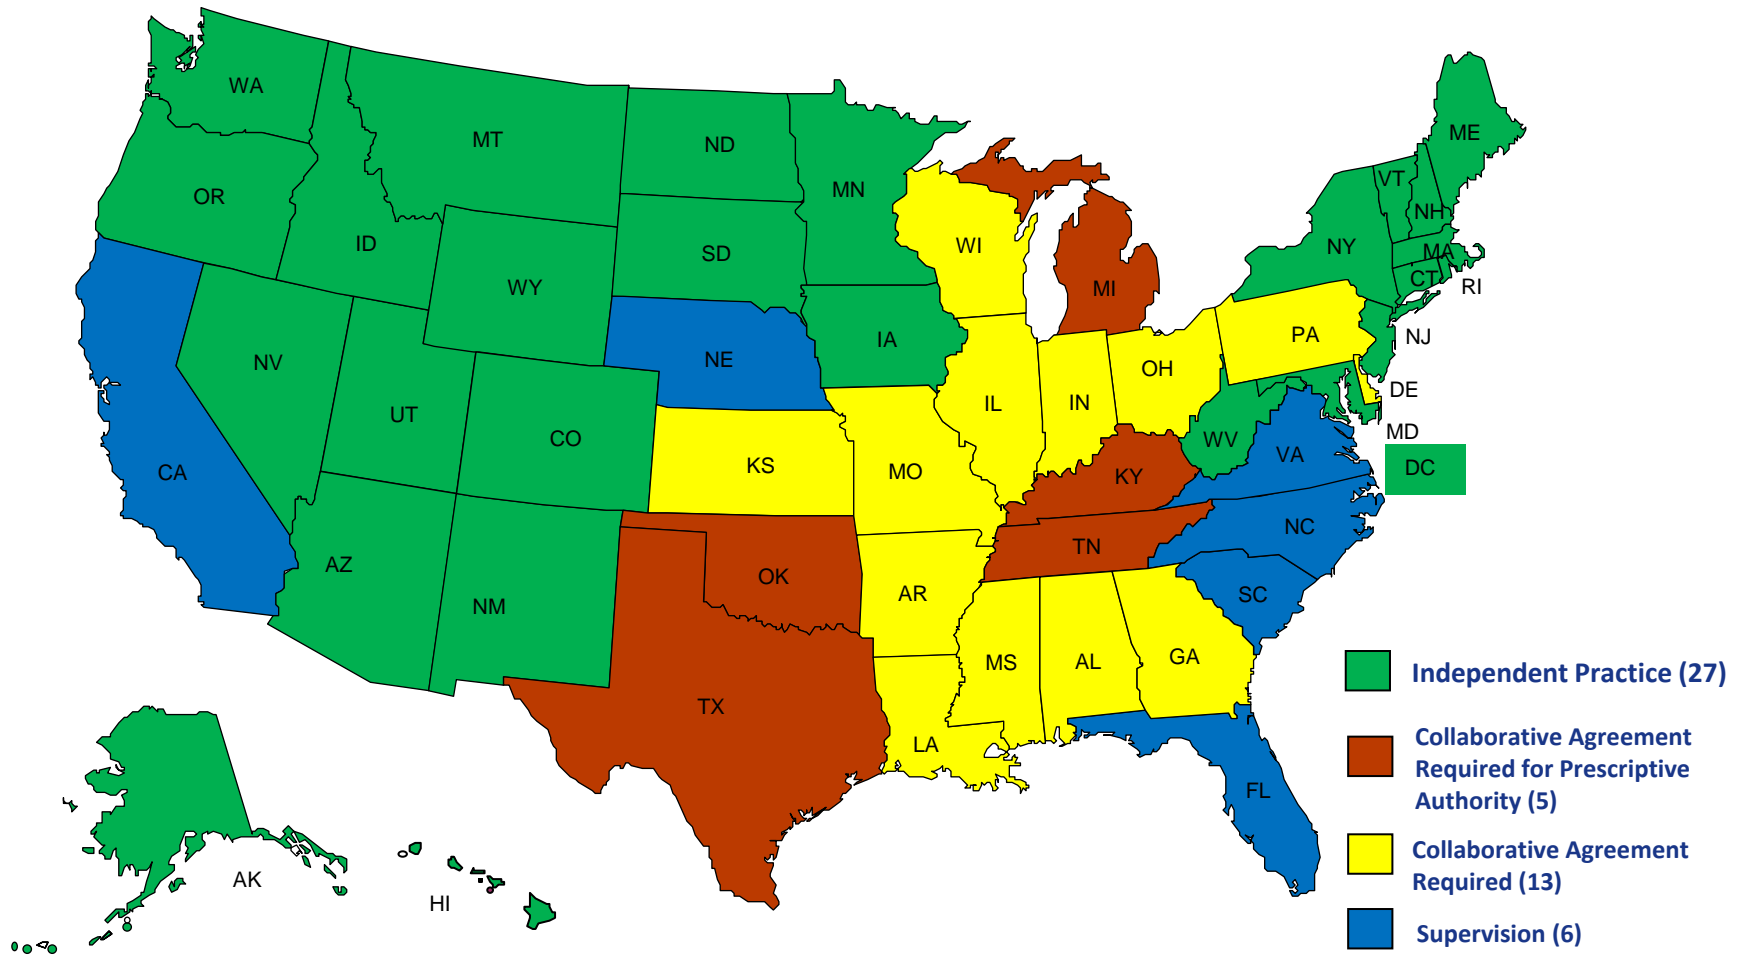 WA
MT
ND
MN
ME
OR
ID
SD
WI
VT
NH
NY
MA
CT
RI
WY
MI
IA
PA
NJ
NV
NE
OH
DE
UT
CO
IL
IN
MD
WV
VA
DC
CA
KS
MO
KY
NC
AZ
OK
TN
NM
AR
SC
MS
AL
GA
TX
LA
FL
AK
HI
Independent Practice (27)
Collaborative Agreement
Required for Prescriptive
Authority (5)
Collaborative Agreement
Required (13)
Supervision (6)